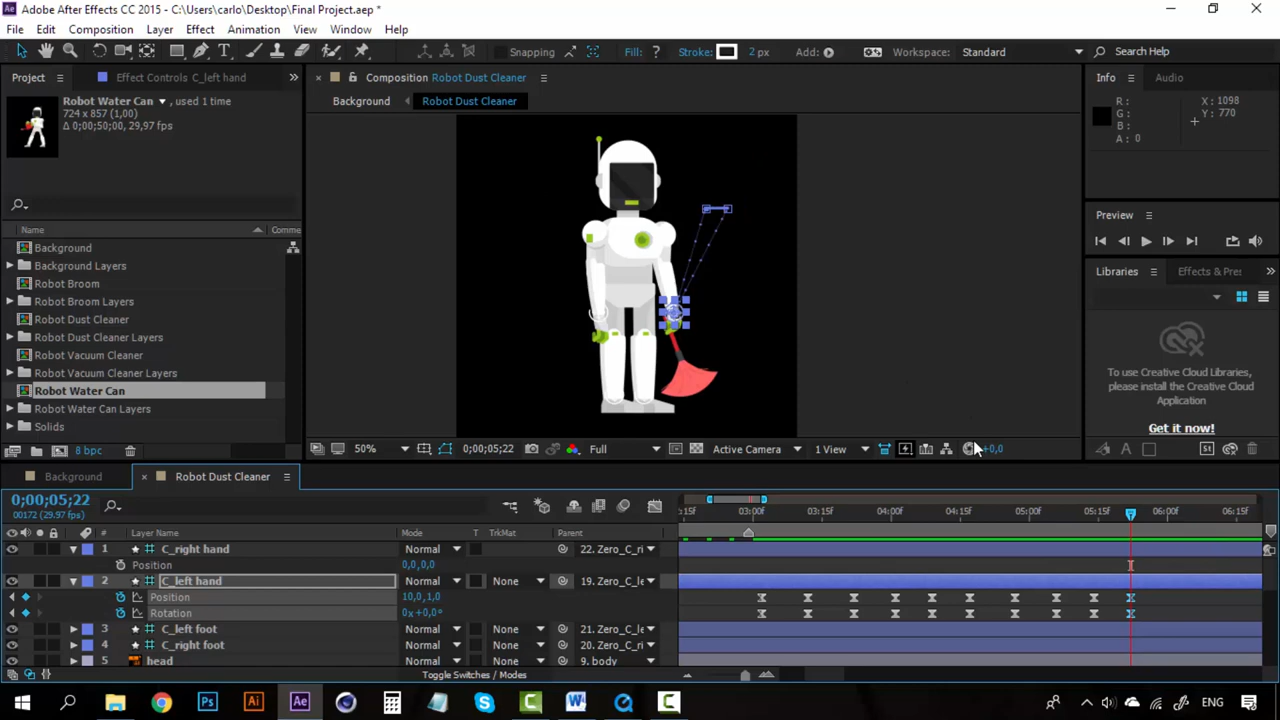 Adobe After Effects CC 2015 - C:\Users\carlo\Desktop\Final Project.aep *
File Edit Composition Layer Effect Animation View Window Help
Snapping Fill: ? Stroke: 2 px Add: Workspace: Standard Search Help
Project Effect Controls C_left hand Composition Robot Dust Cleaner Info Audio
Robot Water Can, used 1 time
724 x 857 (1,00)
Δ 0;00;50;00, 29,97 fps
Background Robot Dust Cleaner
R: X: 1098
G: Y: 770
B:
A: 0
Name Comme
Background
Background Layers
Robot Broom
Robot Broom Layers
Robot Dust Cleaner
Robot Dust Cleaner Layers
Robot Vacuum Cleaner
Robot Vacuum Cleaner Layers
Robot Water Can
Robot Water Can Layers
Solids
8 bpc
Preview
Libraries Effects & Pres
To use Creative Cloud Libraries,
please install the Creative Cloud
Application
Get it now!
50% 0;00;05;22 Full Active Camera 1 View +0,0
Background Robot Dust Cleaner
0;00;05;22
00172 (29.97 fps)
:15f 03:00f 03:15f 04:00f 04:15f 05:00f 05:15f 06:00f 06:15f
# Layer Name Mode T TrkMat Parent
1 C_right hand Normal 22. Zero_C_ri
Position 0,0,0,0
2 C_left hand Normal None 19. Zero_C_le
Position 10,0,1,0
Rotation 0x+0,0°
3 C_left foot Normal None 21. Zero_C_le
4 C_right foot Normal None 20. Zero_C_ri
5 head Normal None 9. body
Toggle Switches / Modes
Ps Ai Ae ENG